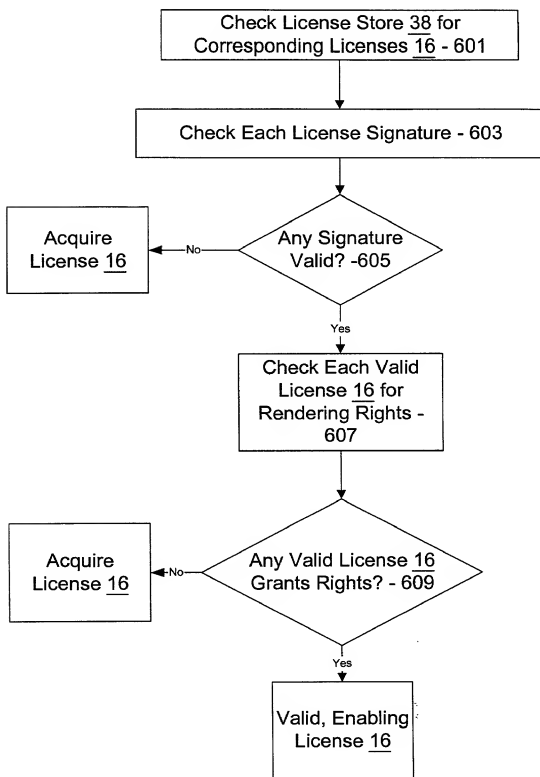 Check License Store 38 for
Corresponding Licenses 16 - 601
Check Each License Signature - 603
Any Signature
Valid? -605
No
Acquire
License 16
Yes
Check Each Valid
License 16 for
Rendering Rights -
607
Any Valid License 16
Grants Rights? - 609
No
Acquire
License 16
Yes
Valid, Enabling
License 16